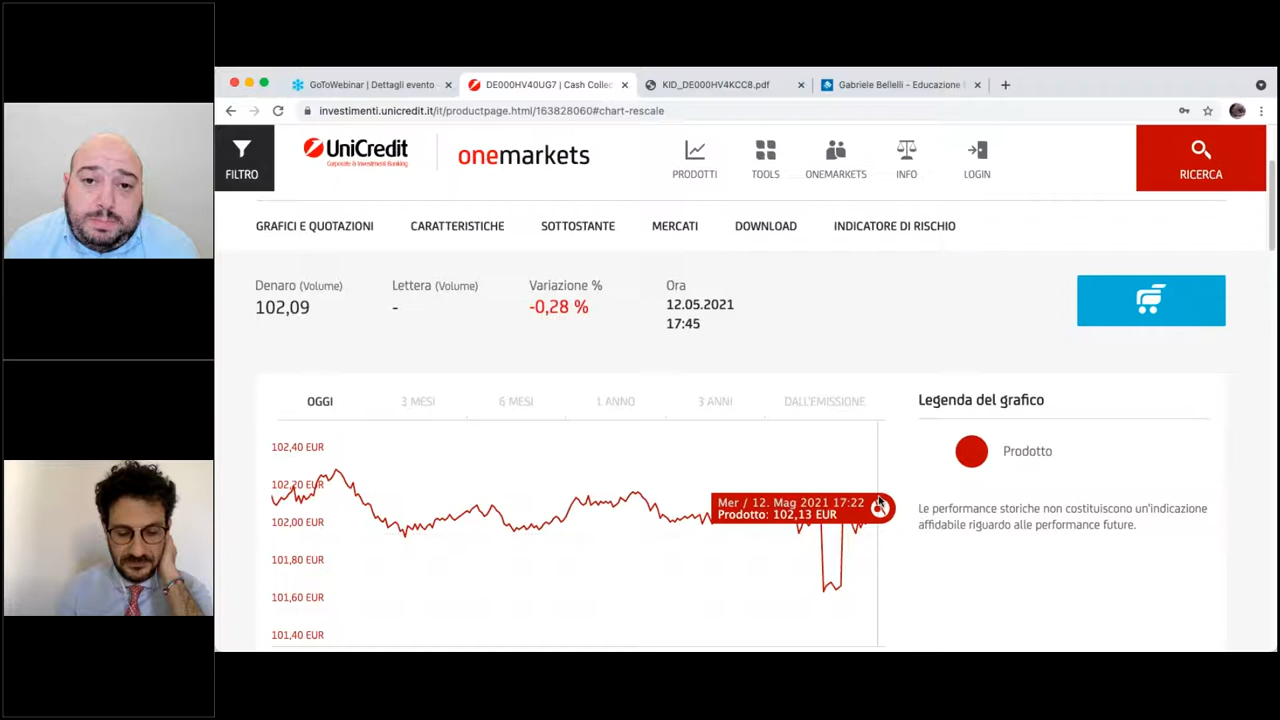 GoToWebinar | Dettagli evento
DE000HV40UG7 | Cash Collec
KID_DE000HV4KCC8.pdf
Gabriele Bellelli - Educazione
investimenti.unicredit.it/it/productpage.html/163828060#chart-rescale
FILTRO
UniCredit
Corporate & Investment Banking
onemarkets
PRODOTTI
TOOLS
ONEMARKETS
INFO
LOGIN
RICERCA
GRAFICI E QUOTAZIONI
CARATTERISTICHE
SOTTOSTANTE
MERCATI
DOWNLOAD
INDICATORE DI RISCHIO
Denaro (Volume)
102,09
Lettera (Volume)
-
Variazione %
-0,28 %
Ora
12.05.2021
17:45
OGGI
3 MESI
6 MESI
1 ANNO
3 ANNI
DALL'EMISSIONE
102,40 EUR
102,20 EUR
102,00 EUR
101,80 EUR
101,60 EUR
101,40 EUR
Mer / 12. Mag 2021 17:22
Prodotto: 102,13 EUR
Legenda del grafico
Prodotto
Le performance storiche non costituiscono un'indicazione
affidabile riguardo alle performance future.